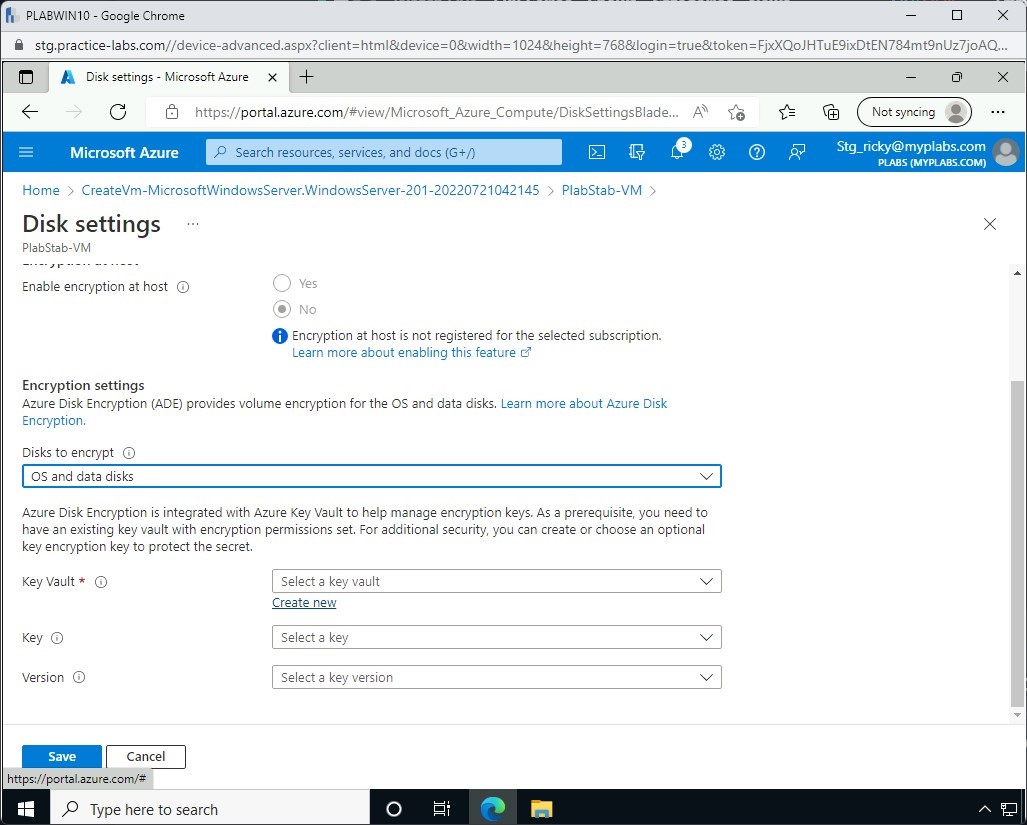 PLABWIN10 - Google Chrome
stg.practice-labs.com//device-advanced.aspx?client=html&device=0&width=1024&height=768&login=true&token=FjxXQoJHTuE9ixDtEN784mt9nUz7joAQ...
Disk settings - Microsoft Azure
https://portal.azure.com/#view/Microsoft_Azure_Compute/DiskSettingsBlade...
Not syncing
Microsoft Azure
Search resources, services, and docs (G+/)
3
Stg_ricky@myplabs.com
PLABS (MYPLABS.COM)
Home > CreateVm-MicrosoftWindowsServer.WindowsServer-201-20220721042145 > PlabStab-VM >
Disk settings ...
PlabStab-VM
Encryption at host
Enable encryption at host
Yes
No
Encryption at host is not registered for the selected subscription.
Learn more about enabling this feature
Encryption settings
Azure Disk Encryption (ADE) provides volume encryption for the OS and data disks. Learn more about Azure Disk
Encryption.
Disks to encrypt
OS and data disks
Azure Disk Encryption is integrated with Azure Key Vault to help manage encryption keys. As a prerequisite, you need to
have an existing key vault with encryption permissions set. For additional security, you can create or choose an optional
key encryption key to protect the secret.
Key Vault *
Select a key vault
Create new
Key
Select a key
Version
Select a key version
Save
Cancel
https://portal.azure.com/#
Type here to search